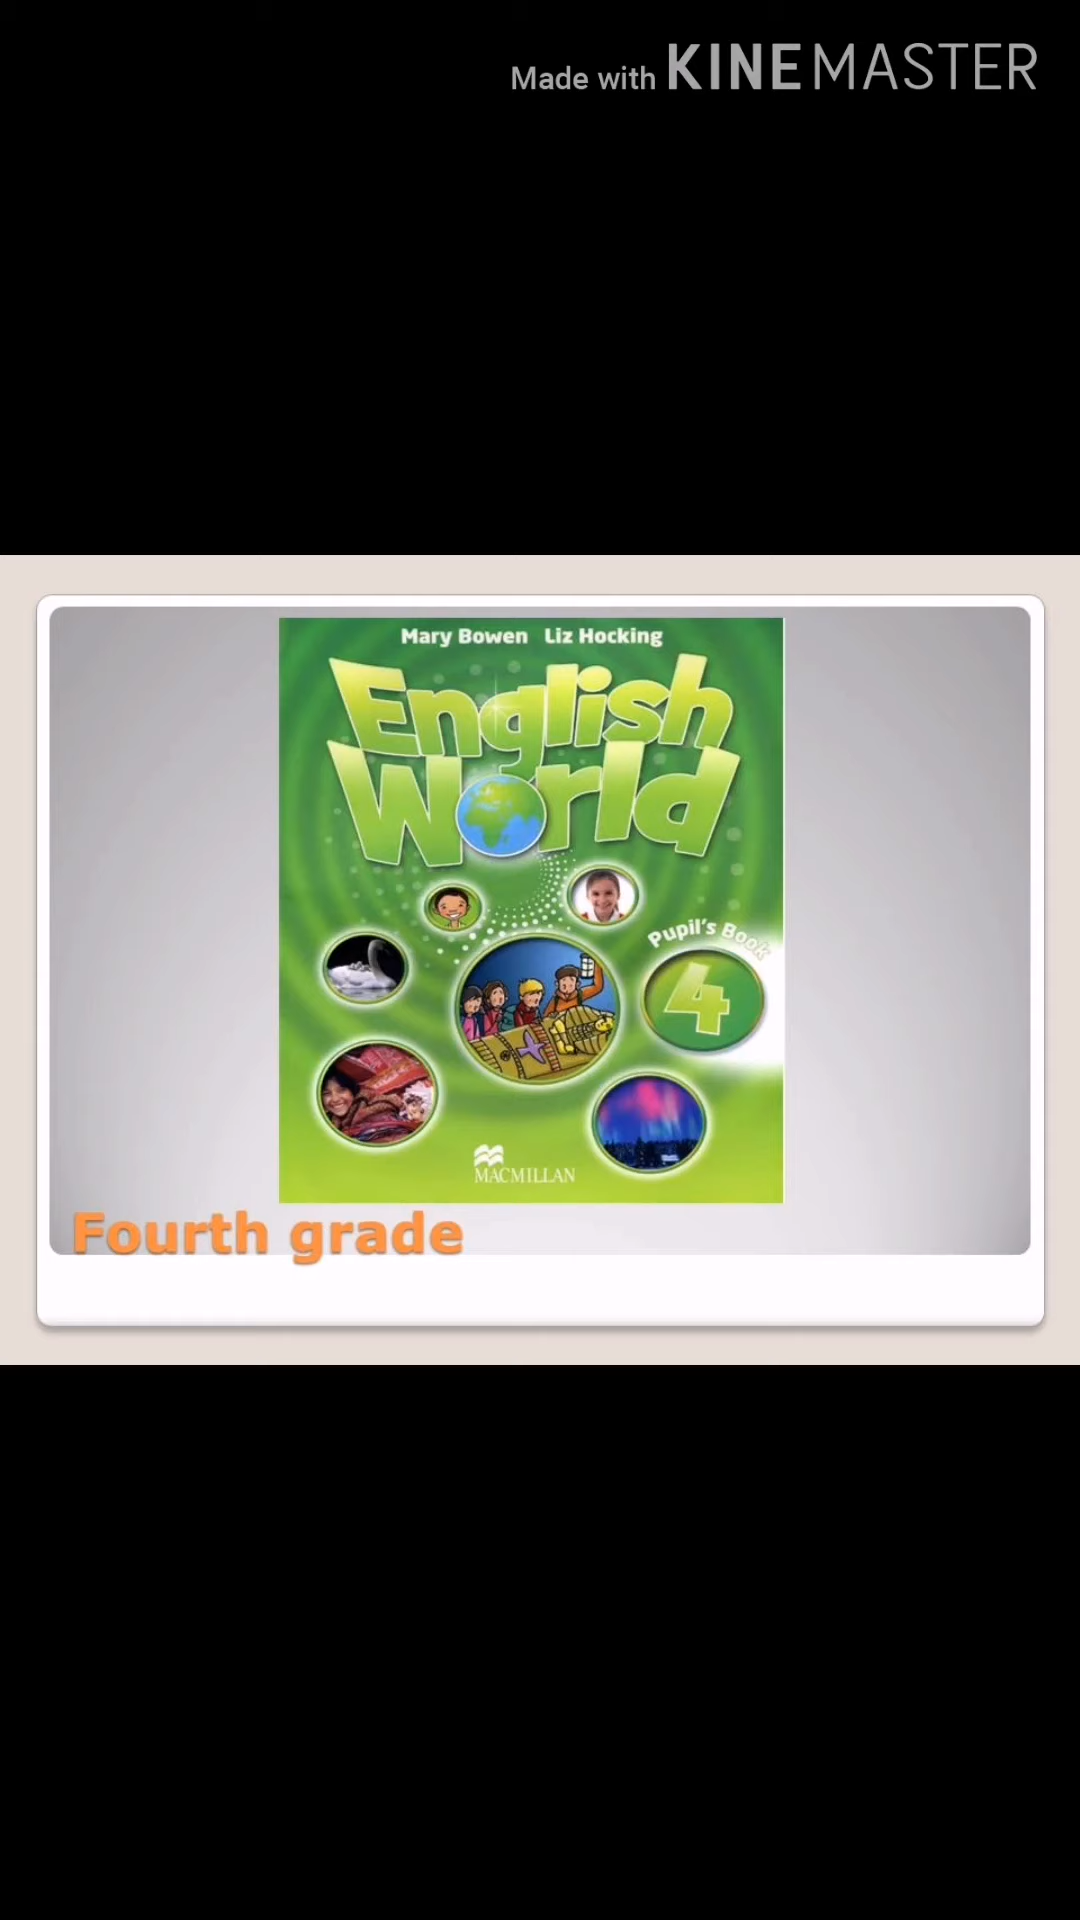 Made with KINEMASTER
Mary Bowen Liz Hocking
English
World
Pupil's Book
4
MACMILLAN
Fourth grade